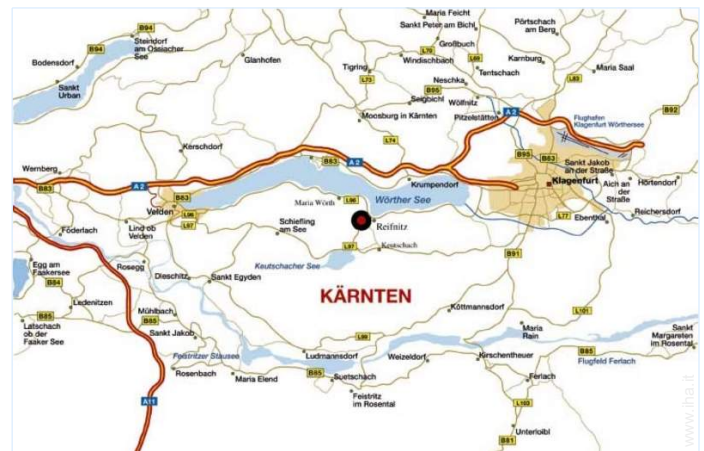 Maria Feicht
Sankt Peter am Bichl
Pörtschach
am Berg
B94
Steindorf
am Ossiacher
See
Großbuch
L70
L69
Karnburg
B94
Bodensdorf
Glanhofen
Tigring
Windischbach
Tentschach
Maria Saal
L73
L83
Neschka
Sankt
Urban
B95
Seigbichl
Wölfnitz
B92
Moosburg in Kärnten
Pitzelstätten
A 2
Flughafen
Klagenfurt Wörthersee
L74
Kerschdorf
B95
B83
Wernberg
B83
A 2
Sankt Jakob
an der Straße
B83
A 2
Krumpendorf
Klagenfurt
Aich an
der
Straße
Hörtendorf
B83
Maria Wörth
L96
Wörther See
Velden
L96
L97
Reifnitz
L77
Ebenthal
Reichersdorf
Föderlach
Lind ob
Velden
Schiefling
am See
L97
Keutschach
Rosegg
Keutschacher See
B91
Egg am
Faakersee
Dieschitz
Sankt Egyden
B84
KÄRNTEN
Ledenitzen
Mühlbach
Köttmannsdorf
L101
B85
B85
Latschach
ob der
Faaker See
Sankt Jakob
L99
Maria
Rain
Sankt
Margareten
im Rosental
Feistritzer Stausee
Ludmannsdorf
Weizeldorf
Kirschentheuer
B85
Flugfeld Ferlach
Rosenbach
Maria Elend
B85
Suetschach
Ferlach
Feistritz
im Rosental
A11
L103
Unterloibl
B81
www.iha.it